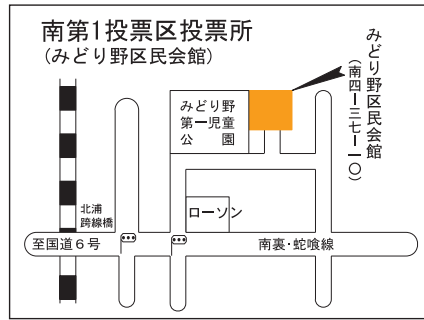 南第1投票区投票所
(みどり野区民会館)
みどり野区民会館
(南四ー三七ー一〇)
みどり野
第一児童
公園
北浦
跨線橋
ローソン
至国道6号
南裏・蛇喰線